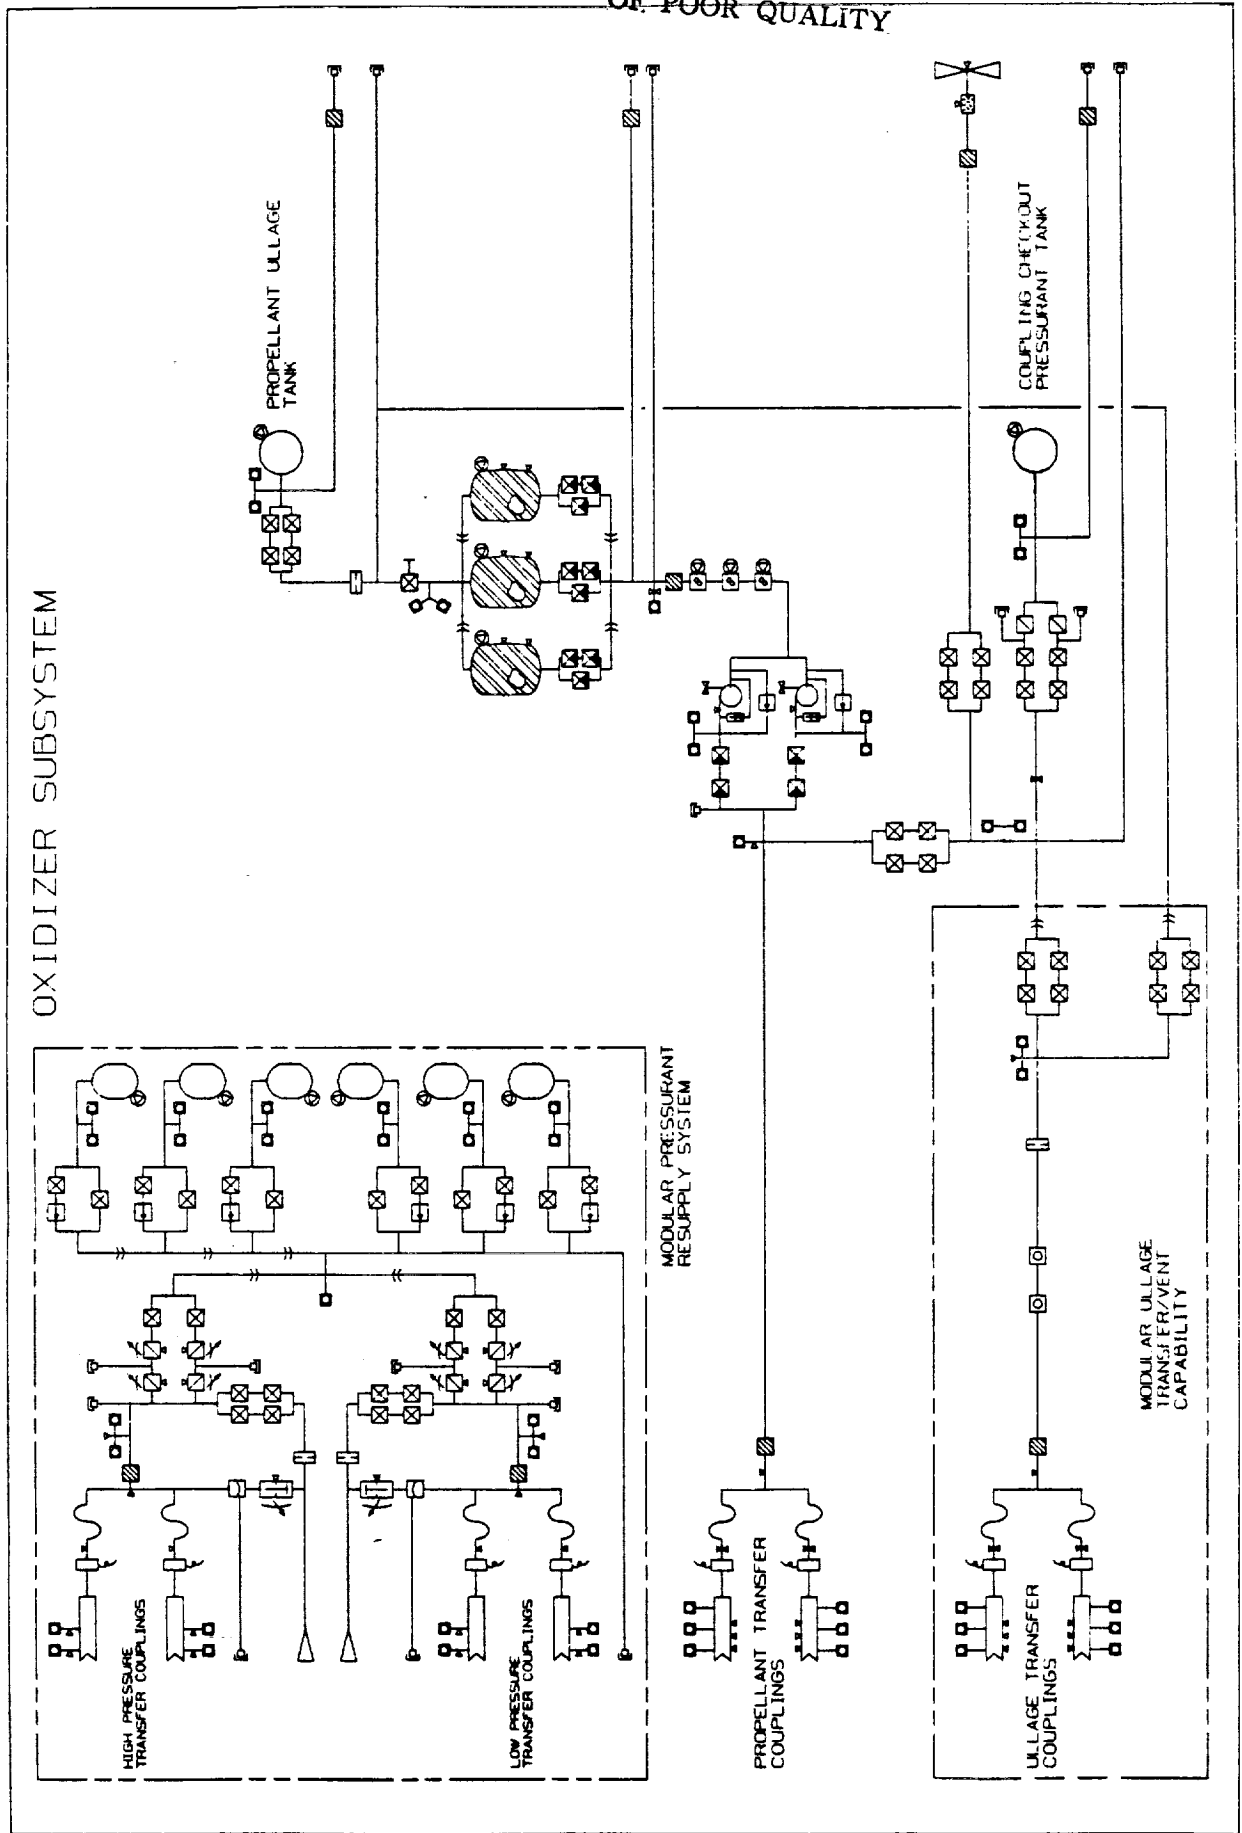 OF POOR QUALITY
OXIDIZER SUBSYSTEM
PROPELLANT ULLAGE
TANK
COUPLING CHECKOUT
PRESSURANT TANK
MODULAR PRESSURANT
RESUPPLY SYSTEM
HIGH PRESSURE
TRANSFER COUPLINGS
LOW PRESSURE
TRANSFER COUPLINGS
PROPELLANT TRANSFER
COUPLINGS
MODULAR ULLAGE
TRANSFER/VENT
CAPABILITY
ULLAGE TRANSFER
COUPLINGS